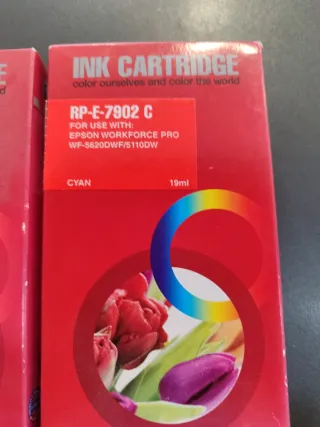 INK CARTRIDGE
color ourselves and color the world
RP-E-7902 C
FOR USE WITH:
EPSON WORKFORCE PRO
WF-5620DWF/5110DW
CYAN 19ml
GE